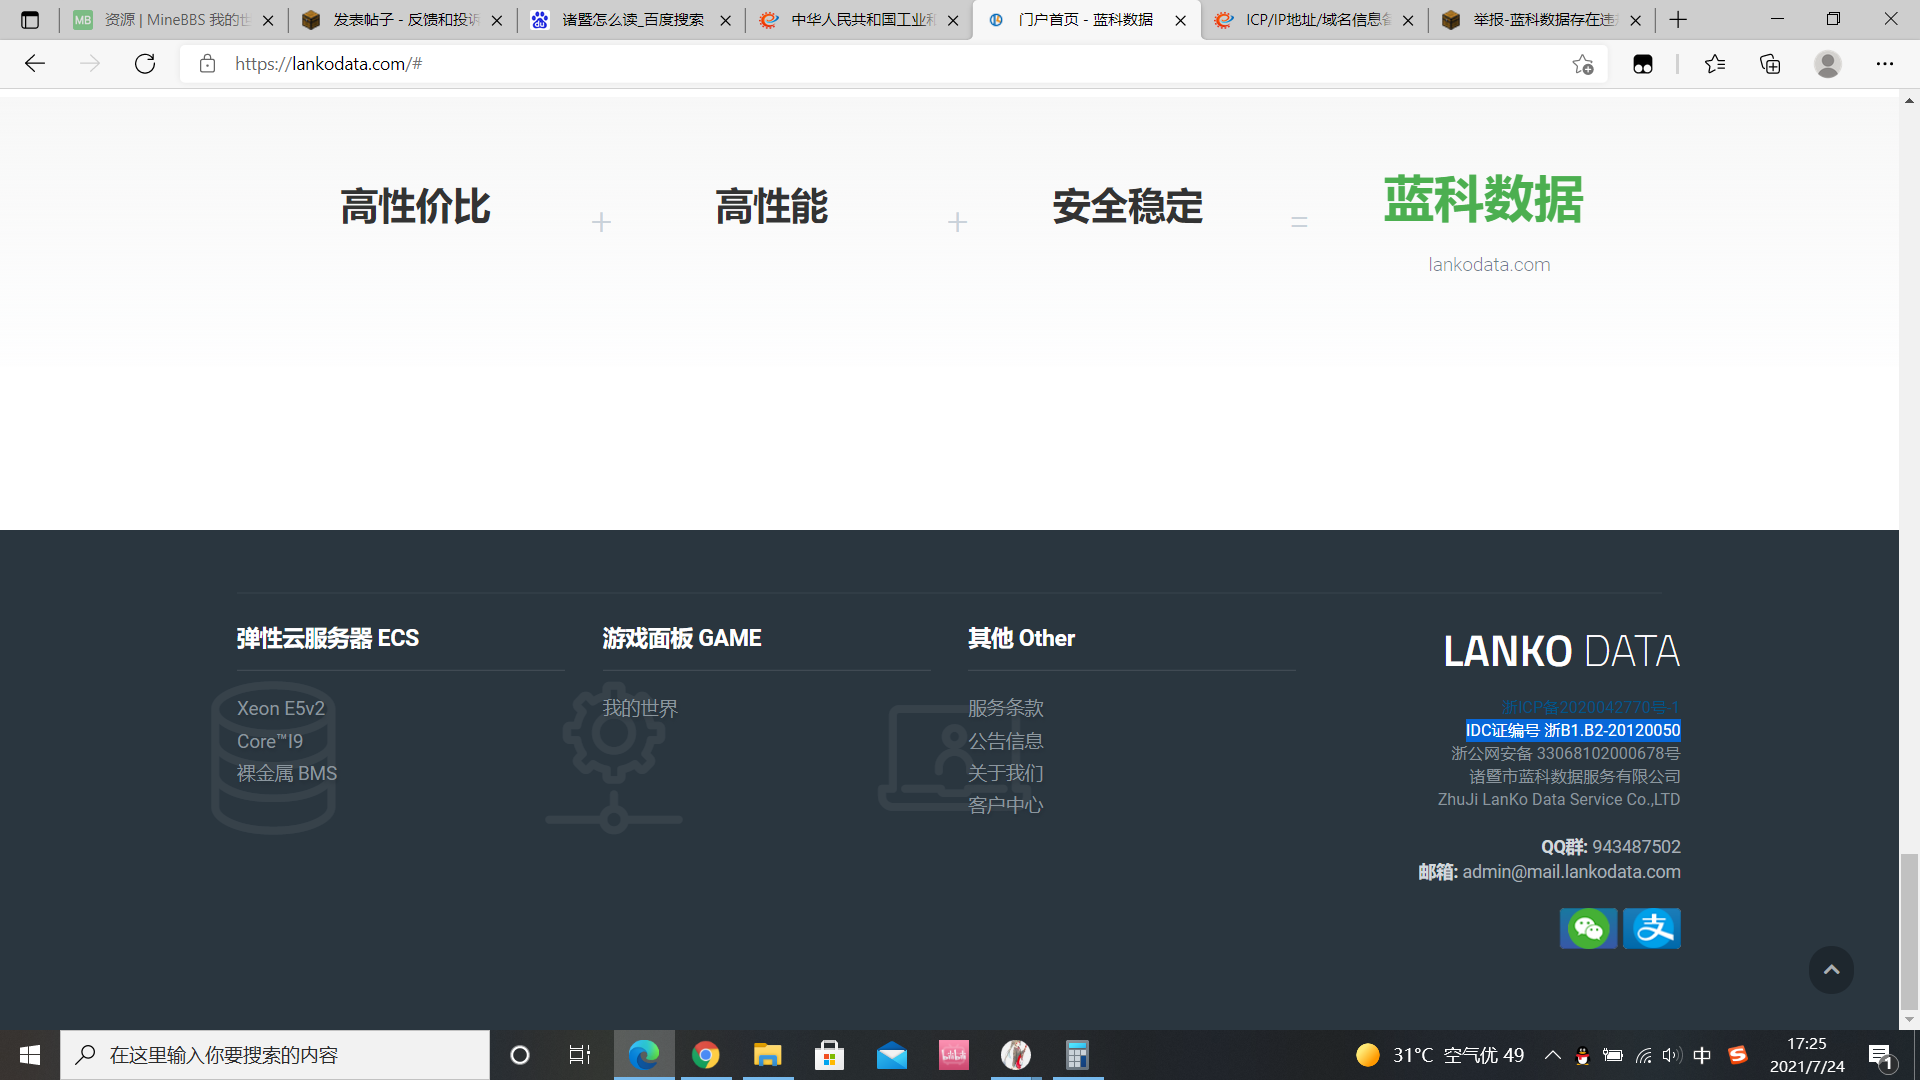 资源 | MineBBS 我的世
发表帖子 - 反馈和投诉
诸暨怎么读_百度搜索
中华人民共和国工业和
门户首页 - 蓝科数据
ICP/IP地址/域名信息备
举报-蓝科数据存在违规
https://lankodata.com/#
高性价比
+
高性能
+
安全稳定
=
蓝科数据
lankodata.com
弹性云服务器 ECS
Xeon E5v2
Core™I9
裸金属 BMS
游戏面板 GAME
我的世界
其他 Other
服务条款
公告信息
关于我们
客户中心
LANKO DATA
浙ICP备2020042770号-1
IDC证编号 浙B1.B2-20120050
浙公网安备 33068102000678号
诸暨市蓝科数据服务有限公司
ZhuJi LanKo Data Service Co.,LTD
QQ群: 943487502
邮箱: admin@mail.lankodata.com
支
在这里输入你要搜索的内容
31°C 空气优 49
中
17:25
2021/7/24
1